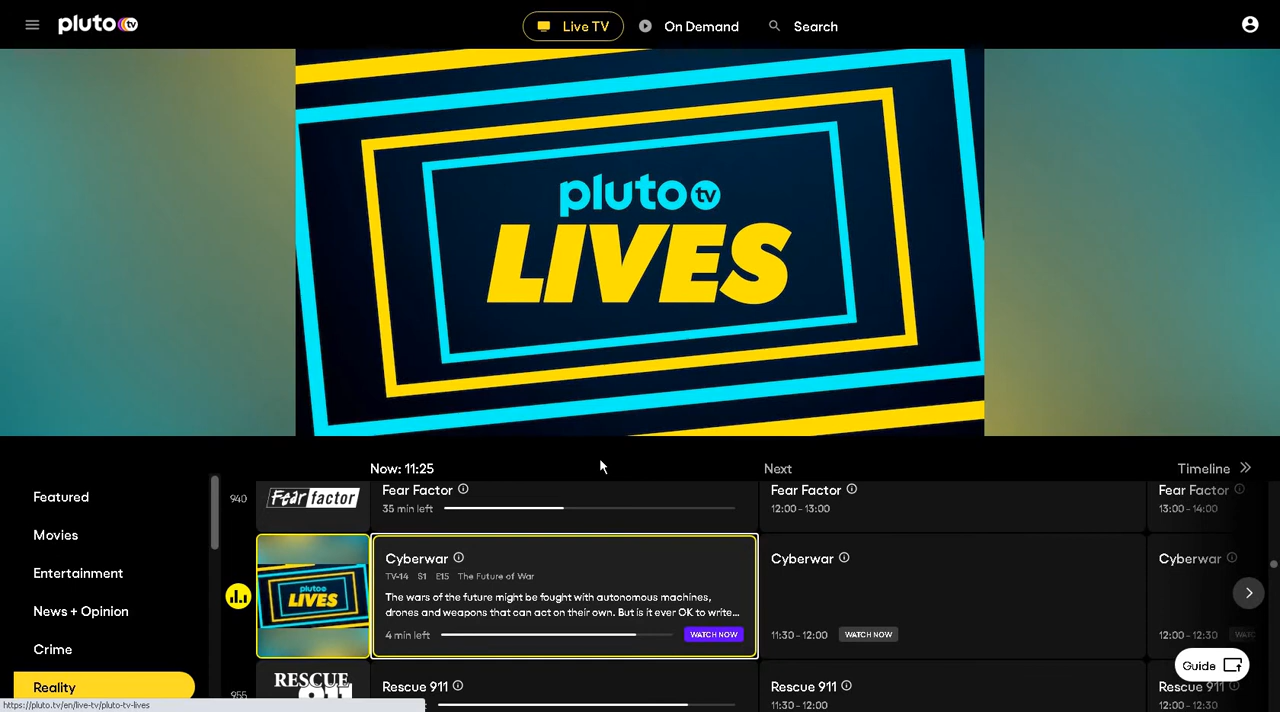 pluto tv
Live TV
On Demand
Search
pluto tv
LIVES
Now: 11:25
Next
Timeline
Featured
Movies
Entertainment
News + Opinion
Crime
Reality
940
Fear factor
Fear Factor
35 min left
Fear Factor
12:00 - 13:00
Fear Factor
13:00 - 14:00
pluto tv
LIVES
Cyberwar
TV-14 S1 E15 The Future of War
The wars of the future might be fought with autonomous machines,
drones and weapons that can act on their own. But is it ever OK to write...
4 min left
WATCH NOW
Cyberwar
11:30 - 12:00
WATCH NOW
Cyberwar
12:00 - 12:30
Guide
955
RESCUE
911
Rescue 911
Rescue 911
11:30 - 12:00
Rescue 911
12:00 - 12:30
https://pluto.tv/en/live-tv/pluto-tv-lives